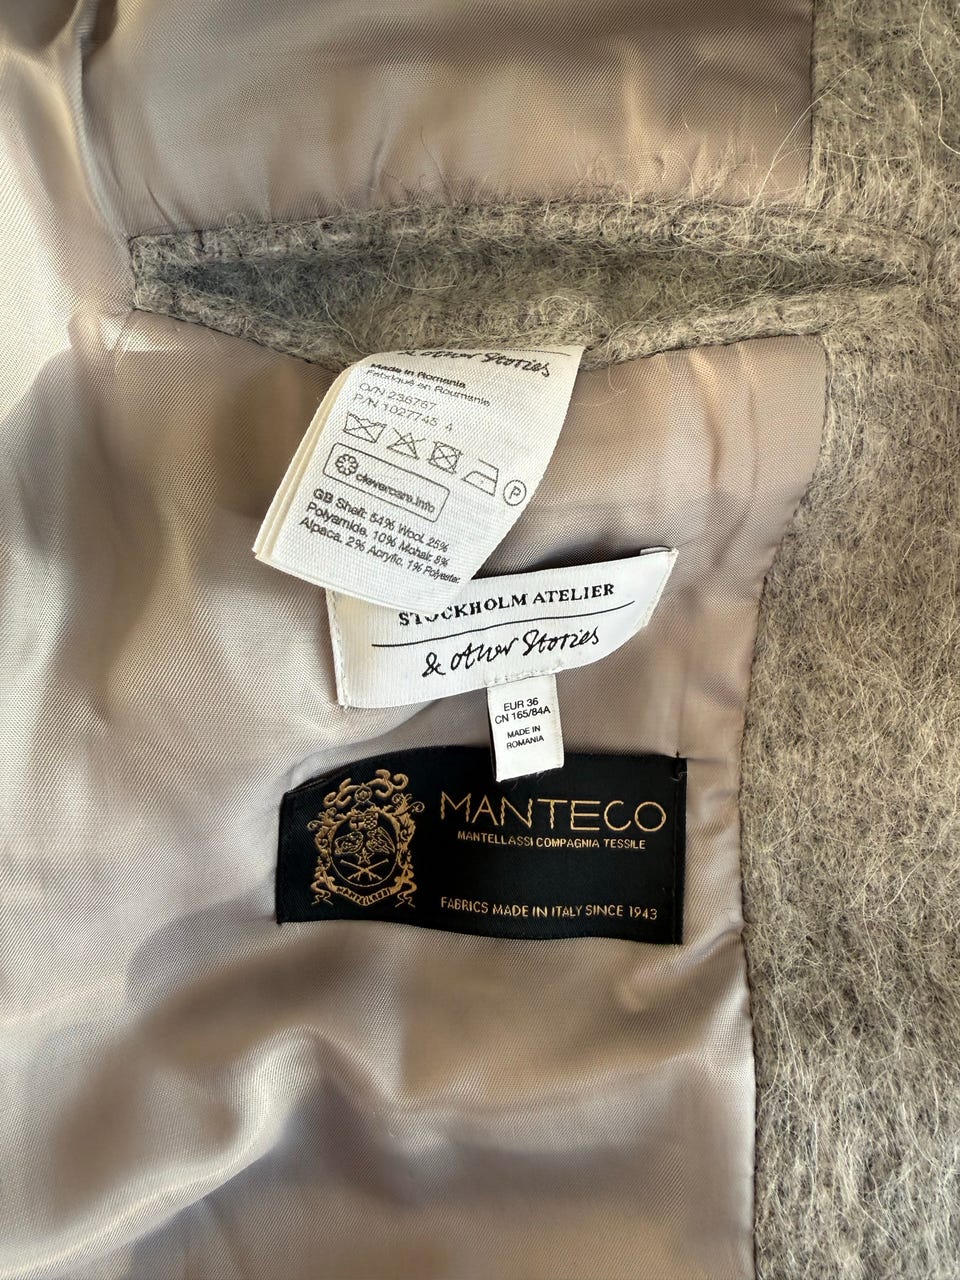 & other Stories
Made in Romania
Fabriqué en Roumanie
O/N 236767
P/N 1027745 4
P
clevercare.info
GB Shell: 54% Wool, 25%
Polyamide, 10% Mohair, 8%
Alpaca, 2% Acrylic, 1% Polyester
STOCKHOLM ATELIER
& other Stories
EUR 36
CN 165/84A
MADE IN
ROMANIA
MANTECO
MANTELLASSI COMPAGNIA TESSILE
MANTELLASSI
FABRICS MADE IN ITALY SINCE 1943